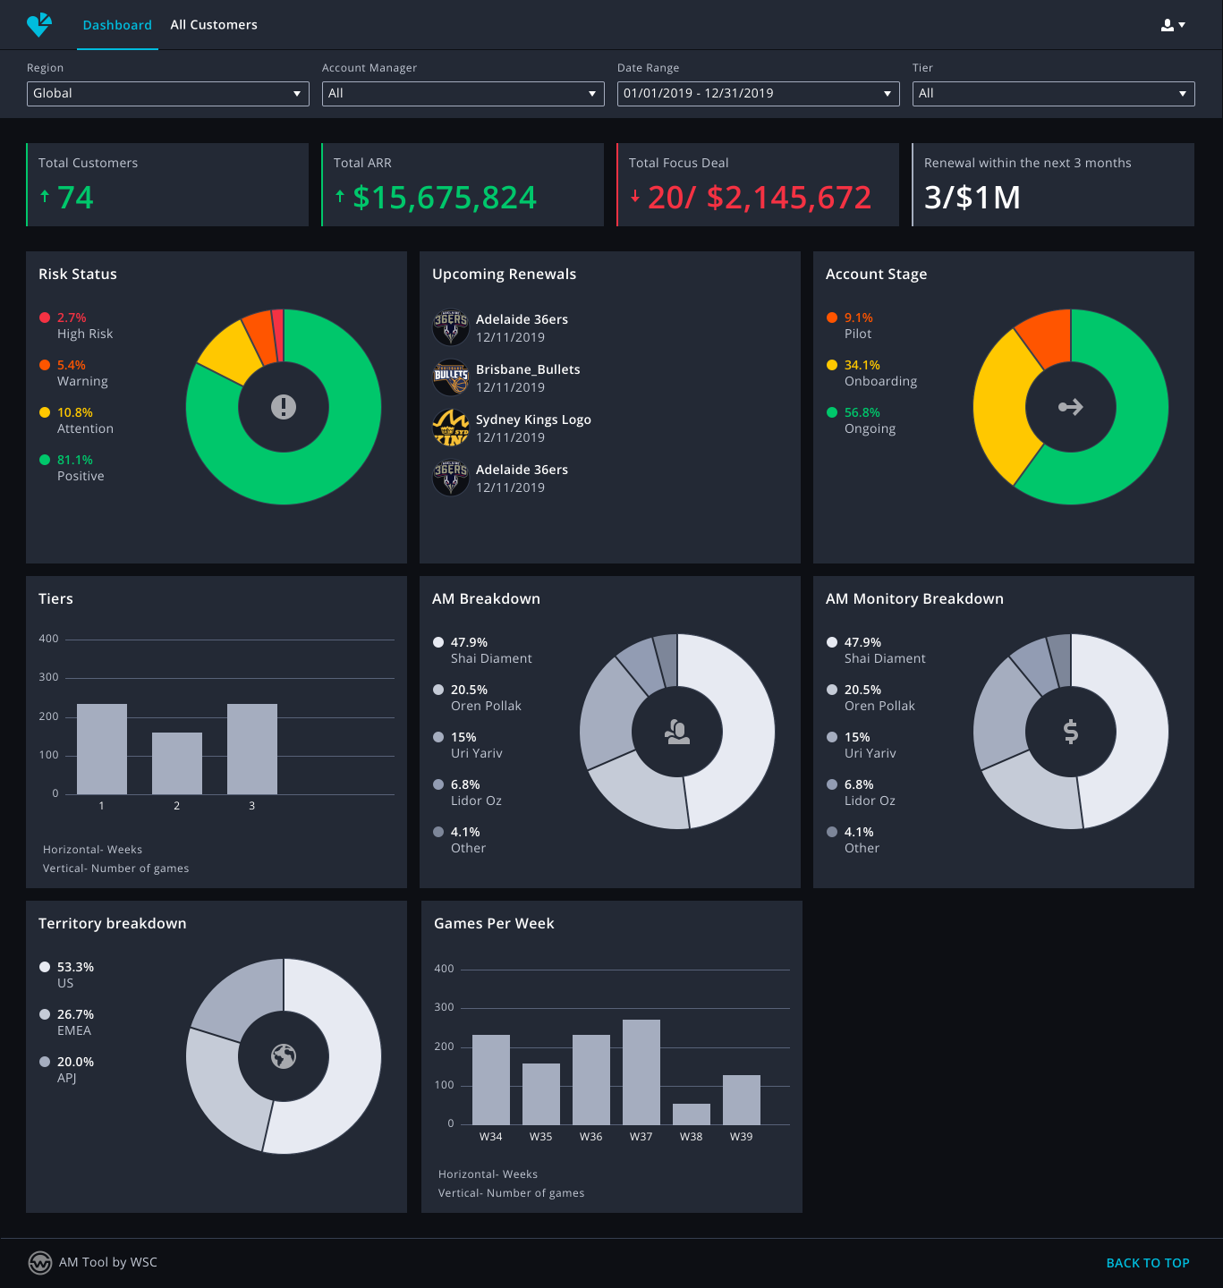 Dashboard
All Customers
Region
Account Manager
Date Range
Tier
Global
All
01/01/2019 - 12/31/2019
All
Total Customers
74
Total ARR
$15,675,824
Total Focus Deal
20/ $2,145,672
Renewal within the next 3 months
3/$1M
Risk Status
2.7%
High Risk
5.4%
Warning
10.8%
Attention
81.1%
Positive
Upcoming Renewals
36ERS
Adelaide 36ers
12/11/2019
BULLETS
Brisbane_Bullets
12/11/2019
Sydney Kings Logo
12/11/2019
36ERS
Adelaide 36ers
12/11/2019
Account Stage
9.1%
Pilot
34.1%
Onboarding
56.8%
Ongoing
Tiers
400
300
200
100
0
1
2
3
Horizontal- Weeks
Vertical- Number of games
AM Breakdown
47.9%
Shai Diament
20.5%
Oren Pollak
15%
Uri Yariv
6.8%
Lidor Oz
4.1%
Other
AM Monitory Breakdown
47.9%
Shai Diament
20.5%
Oren Pollak
15%
Uri Yariv
6.8%
Lidor Oz
4.1%
Other
$
Territory breakdown
53.3%
US
26.7%
EMEA
20.0%
APJ
Games Per Week
400
300
200
100
0
W34
W35
W36
W37
W38
W39
Horizontal- Weeks
Vertical- Number of games
AM Tool by WSC
BACK TO TOP